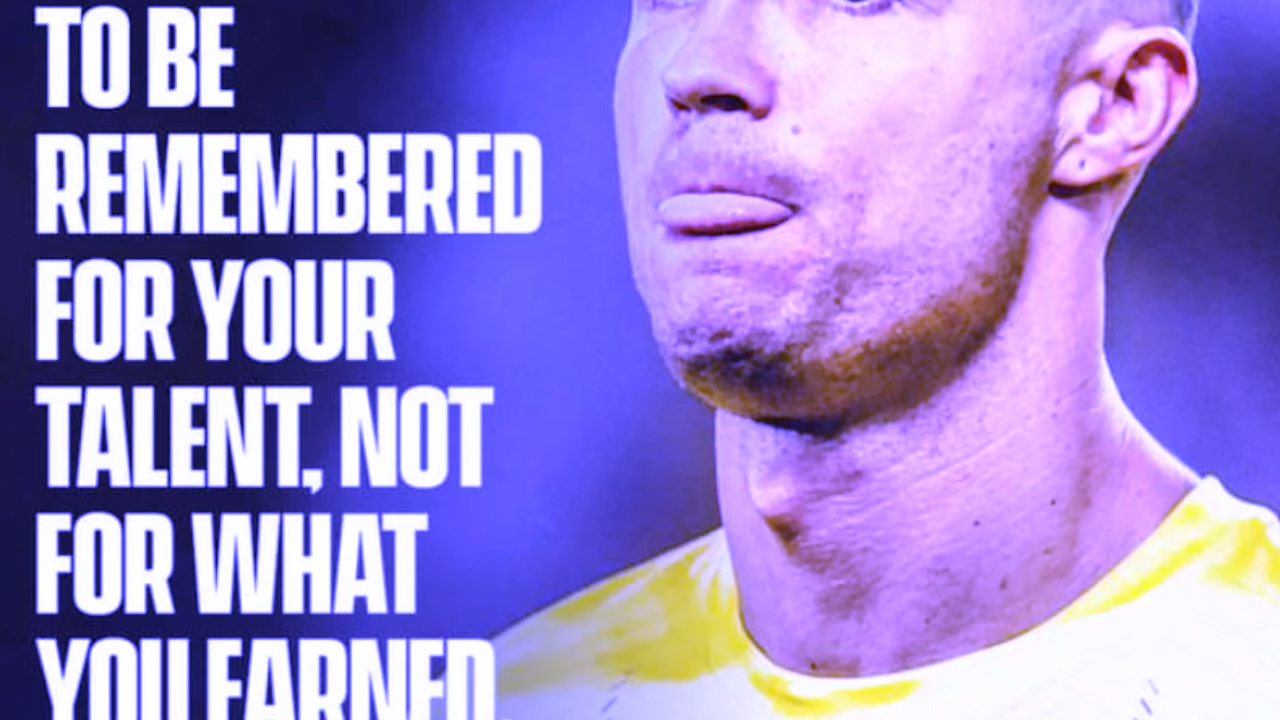 TO BE
REMEMBERED
FOR YOUR
TALENT, NOT
FOR WHAT
YOU EARNED.